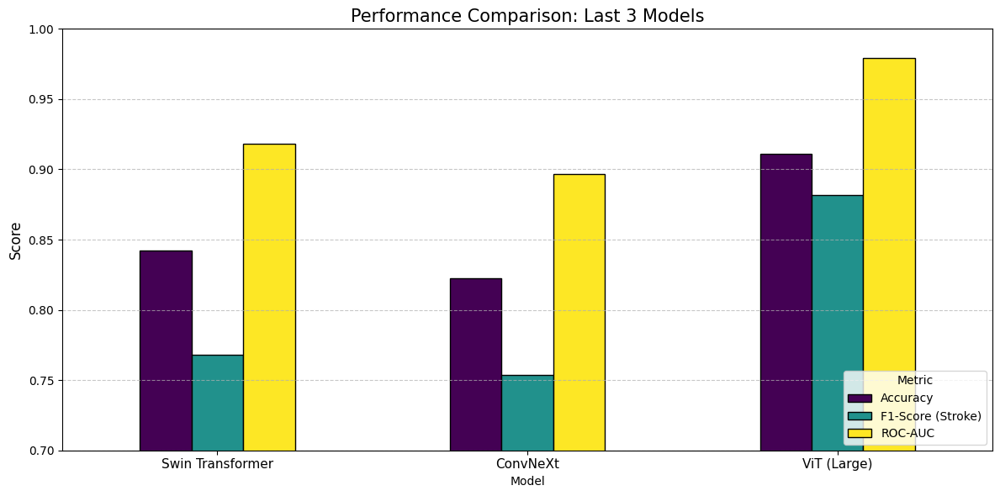 Performance Comparison: Last 3 Models
Score
1.00
0.95
0.90
0.85
0.80
0.75
0.70
Swin Transformer
ConvNeXt
ViT (Large)
Model
Metric
Accuracy
F1-Score (Stroke)
ROC-AUC